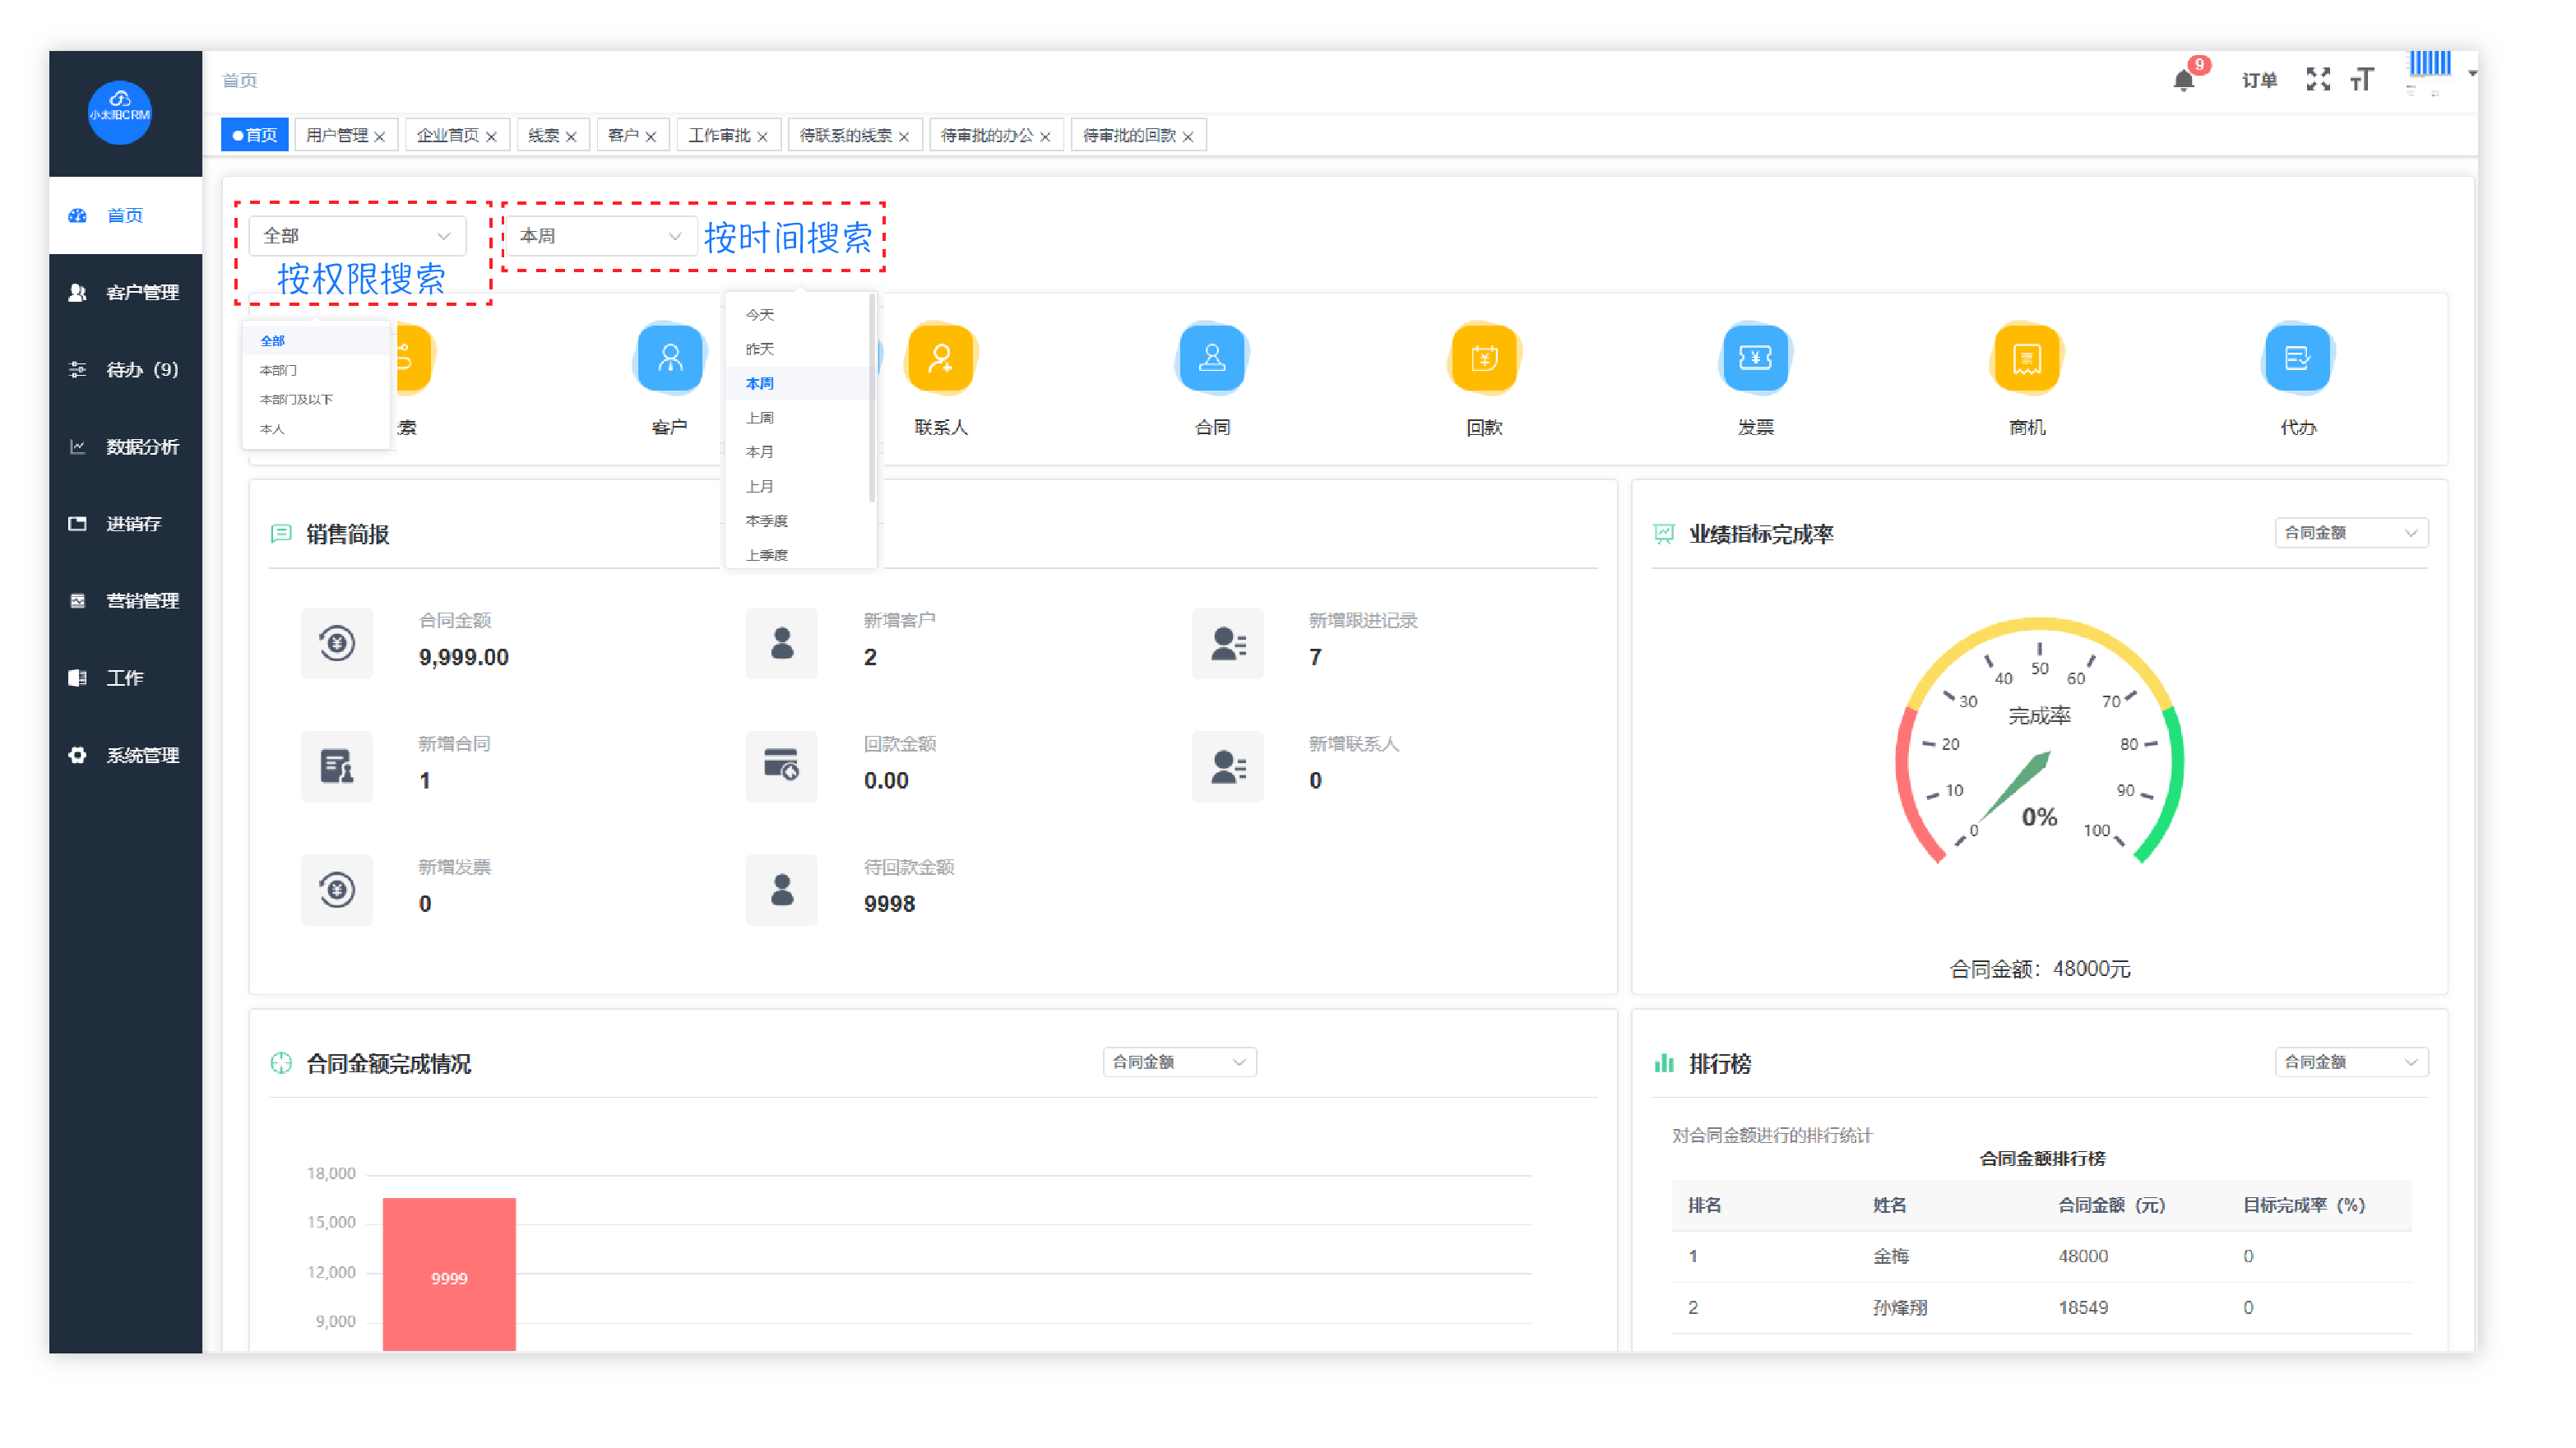 小太阳CRM
首页
9
订单
首页
用户管理
企业首页
线索
客户
工作审批
待联系的线索
待审批的办公
待审批的回款
首页
客户管理
待办（9）
数据分析
进销存
营销管理
工作
系统管理
全部
按权限搜索
本周
按时间搜索
全部
本部门
本部门及以下
本人
今天
昨天
本周
上周
本月
上月
本季度
上季度
索
客户
联系人
合同
回款
发票
票
商机
代办
销售简报
合同金额
9,999.00
新增客户
2
新增跟进记录
7
新增合同
1
回款金额
0.00
新增联系人
0
新增发票
0
待回款金额
9998
业绩指标完成率
合同金额
0
10
20
30
40
50
60
70
80
90
100
完成率
0%
合同金额：48000元
合同金额完成情况
合同金额
18,000
15,000
12,000
9,000
9999
排行榜
合同金额
对合同金额进行的排行统计
合同金额排行榜
排名 姓名 合同金额（元） 目标完成率（%）
1 金梅 48000 0
2 孙烽翔 18549 0